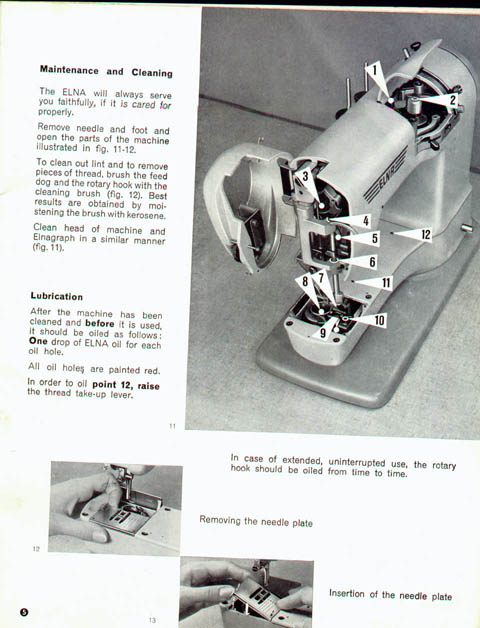 Maintenance and Cleaning
The ELNA will always serve
you faithfully, if it is cared for
properly.
Remove needle and foot and
open the parts of the machine
illustrated in fig. 11-12.
To clean out lint and to remove
pieces of thread, brush the feed
dog and the rotary hook with the
cleaning brush (fig. 12). Best
results are obtained by moi-
stening the brush with kerosene.
Clean head of machine and
Elnagraph in a similar manner
(fig. 11).
Lubrication
After the machine has been
cleaned and before it is used,
it should be oiled as follows:
One drop of ELNA oil for each
oil hole.
All oil holes are painted red.
In order to oil point 12, raise
the thread take-up lever.
11
1
2
ELNA
3
4
5
12
6
11
8 7
10
9
In case of extended, uninterrupted use, the rotary
hook should be oiled from time to time.
Removing the needle plate
12
Insertion of the needle plate
5
13